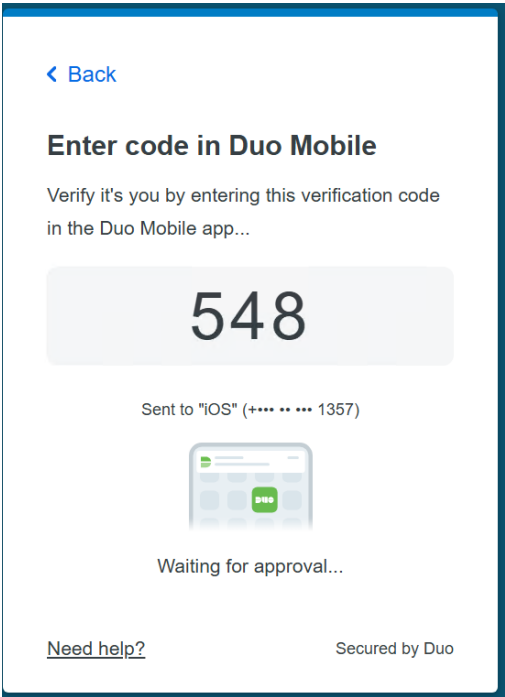 Back
Enter code in Duo Mobile
Verify it's you by entering this verification code
in the Duo Mobile app...
548
Sent to "iOS" (+••• •• ••• 1357)
DUO
Waiting for approval...
Need help?
Secured by Duo